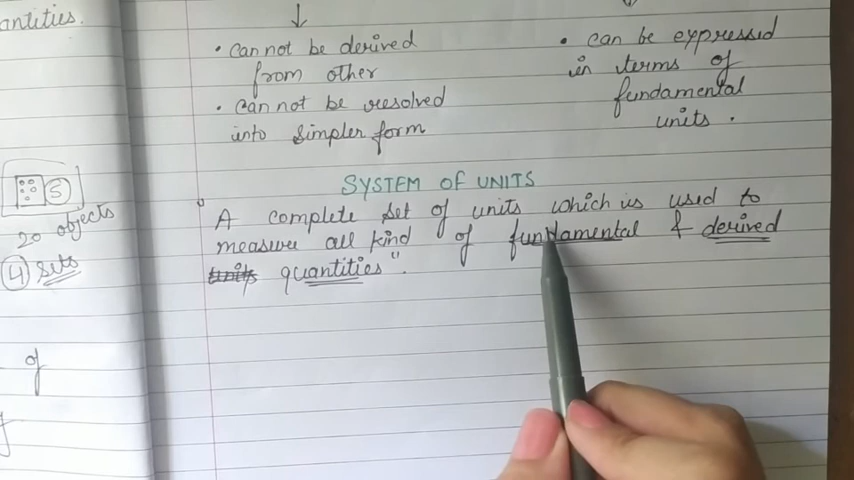 antities.
• can not be derived
from other
• can not be resolved
into simpler form
• can be expressed
in terms of
fundamental
units .
5
20 objects
4 sets
of
SYSTEM OF UNITS
" A complete set of units which is used to
measure all kind of fundamental & derived
units quantities".